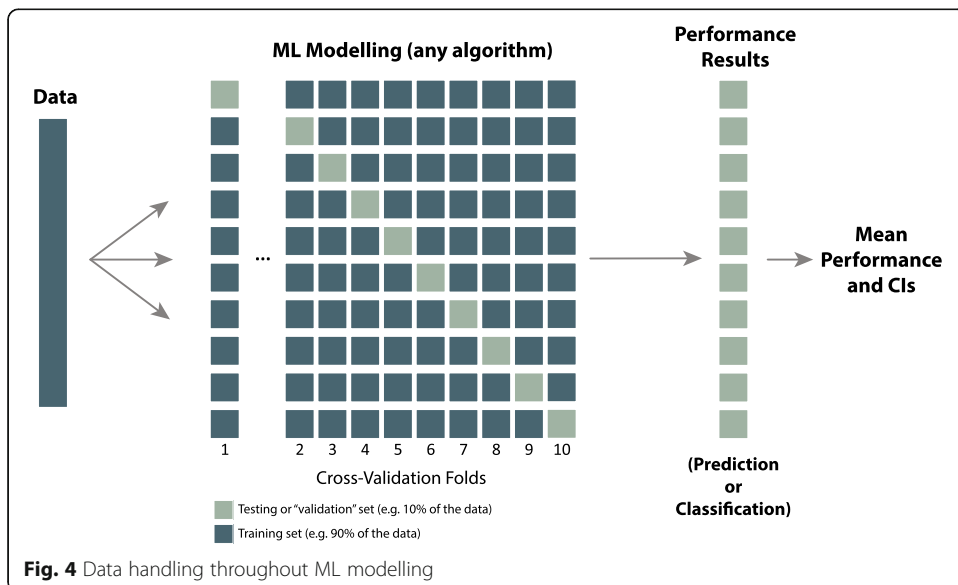 Data
ML Modelling (any algorithm)
...
1
2 3 4 5 6 7 8 9 10
Cross-Validation Folds
Testing or “validation” set (e.g. 10% of the data)
Training set (e.g. 90% of the data)
Performance
Results
(Prediction
or
Classification)
Mean
Performance
and CIs
Fig. 4 Data handling throughout ML modelling